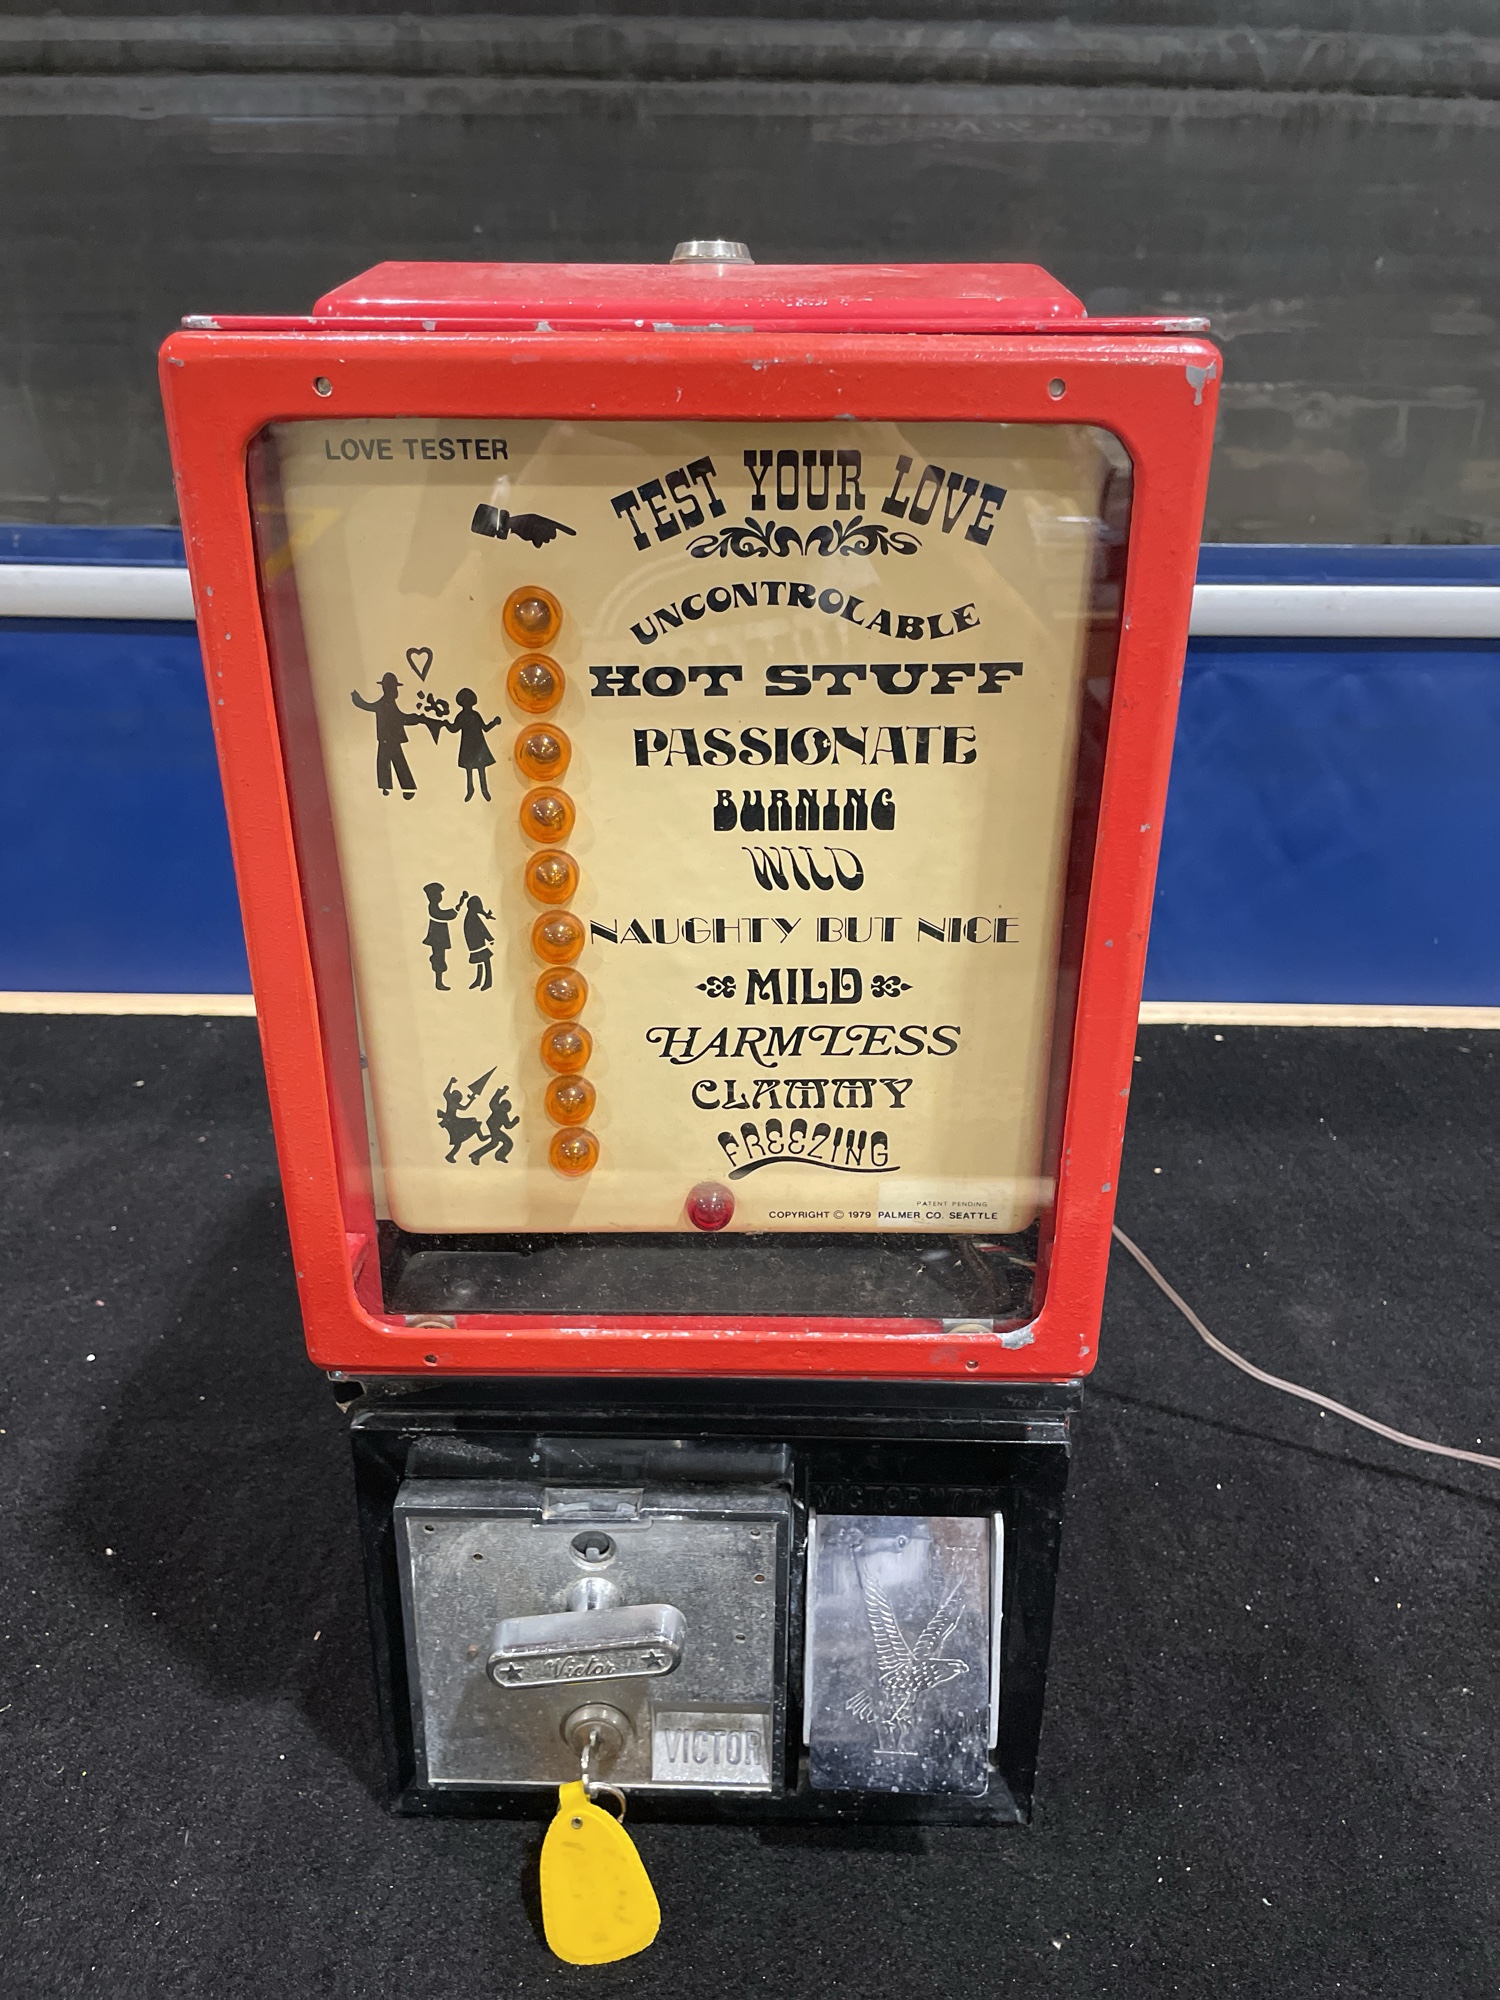 LOVE TESTER
TEST YOUR LOVE
UNCONTROLABLE
HOT STUFF
PASSIONATE
BURNING
WILD
NAUGHTY BUT NICE
MILD
HARMLESS
CLAMMY
FREEZING
PATENT PENDING
COPYRIGHT © 1979 PALMER CO. SEATTLE
VICTOR
Victor
VICTOR